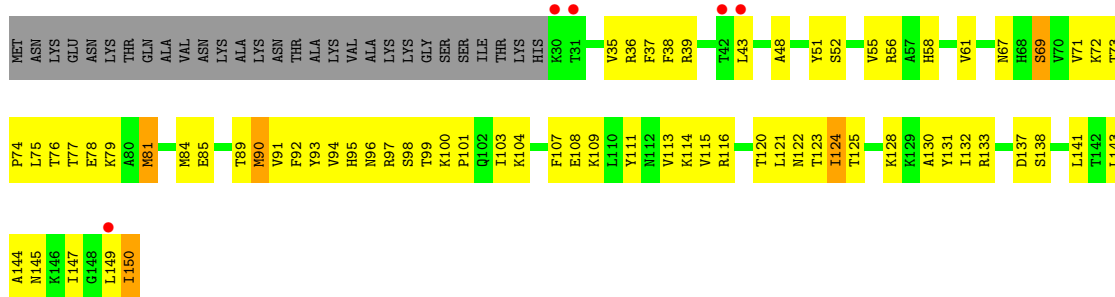 MET ASN LYS GLU ASN LYS THR GLN ALA VAL ASN LYS ALA LYS ASN THR ALA LYS VAL ALA LYS LYS GLY SER SER ILE THR LYS HIS K30 T31 V35 R36 F37 F38 R39 T42 L43 A48 Y51 S52 V55 R56 A57 H58 V61 N67 H68 S69 V70 V71 K72 T73
P74 L75 T76 T77 E78 K79 A80 M81 M84 E85 T89 M90 V91 F92 Y93 V94 H95 N96 R97 S98 T99 K100 P101 Q102 I103 K104 F107 E108 K109 L110 Y111 N112 V113 K114 V115 R116 T120 L121 N122 T123 I124 T125 K128 K129 A130 Y131 I132 R133 D137 S138 L141 T142 L143
A144 N145 K146 I147 G148 L149 I150